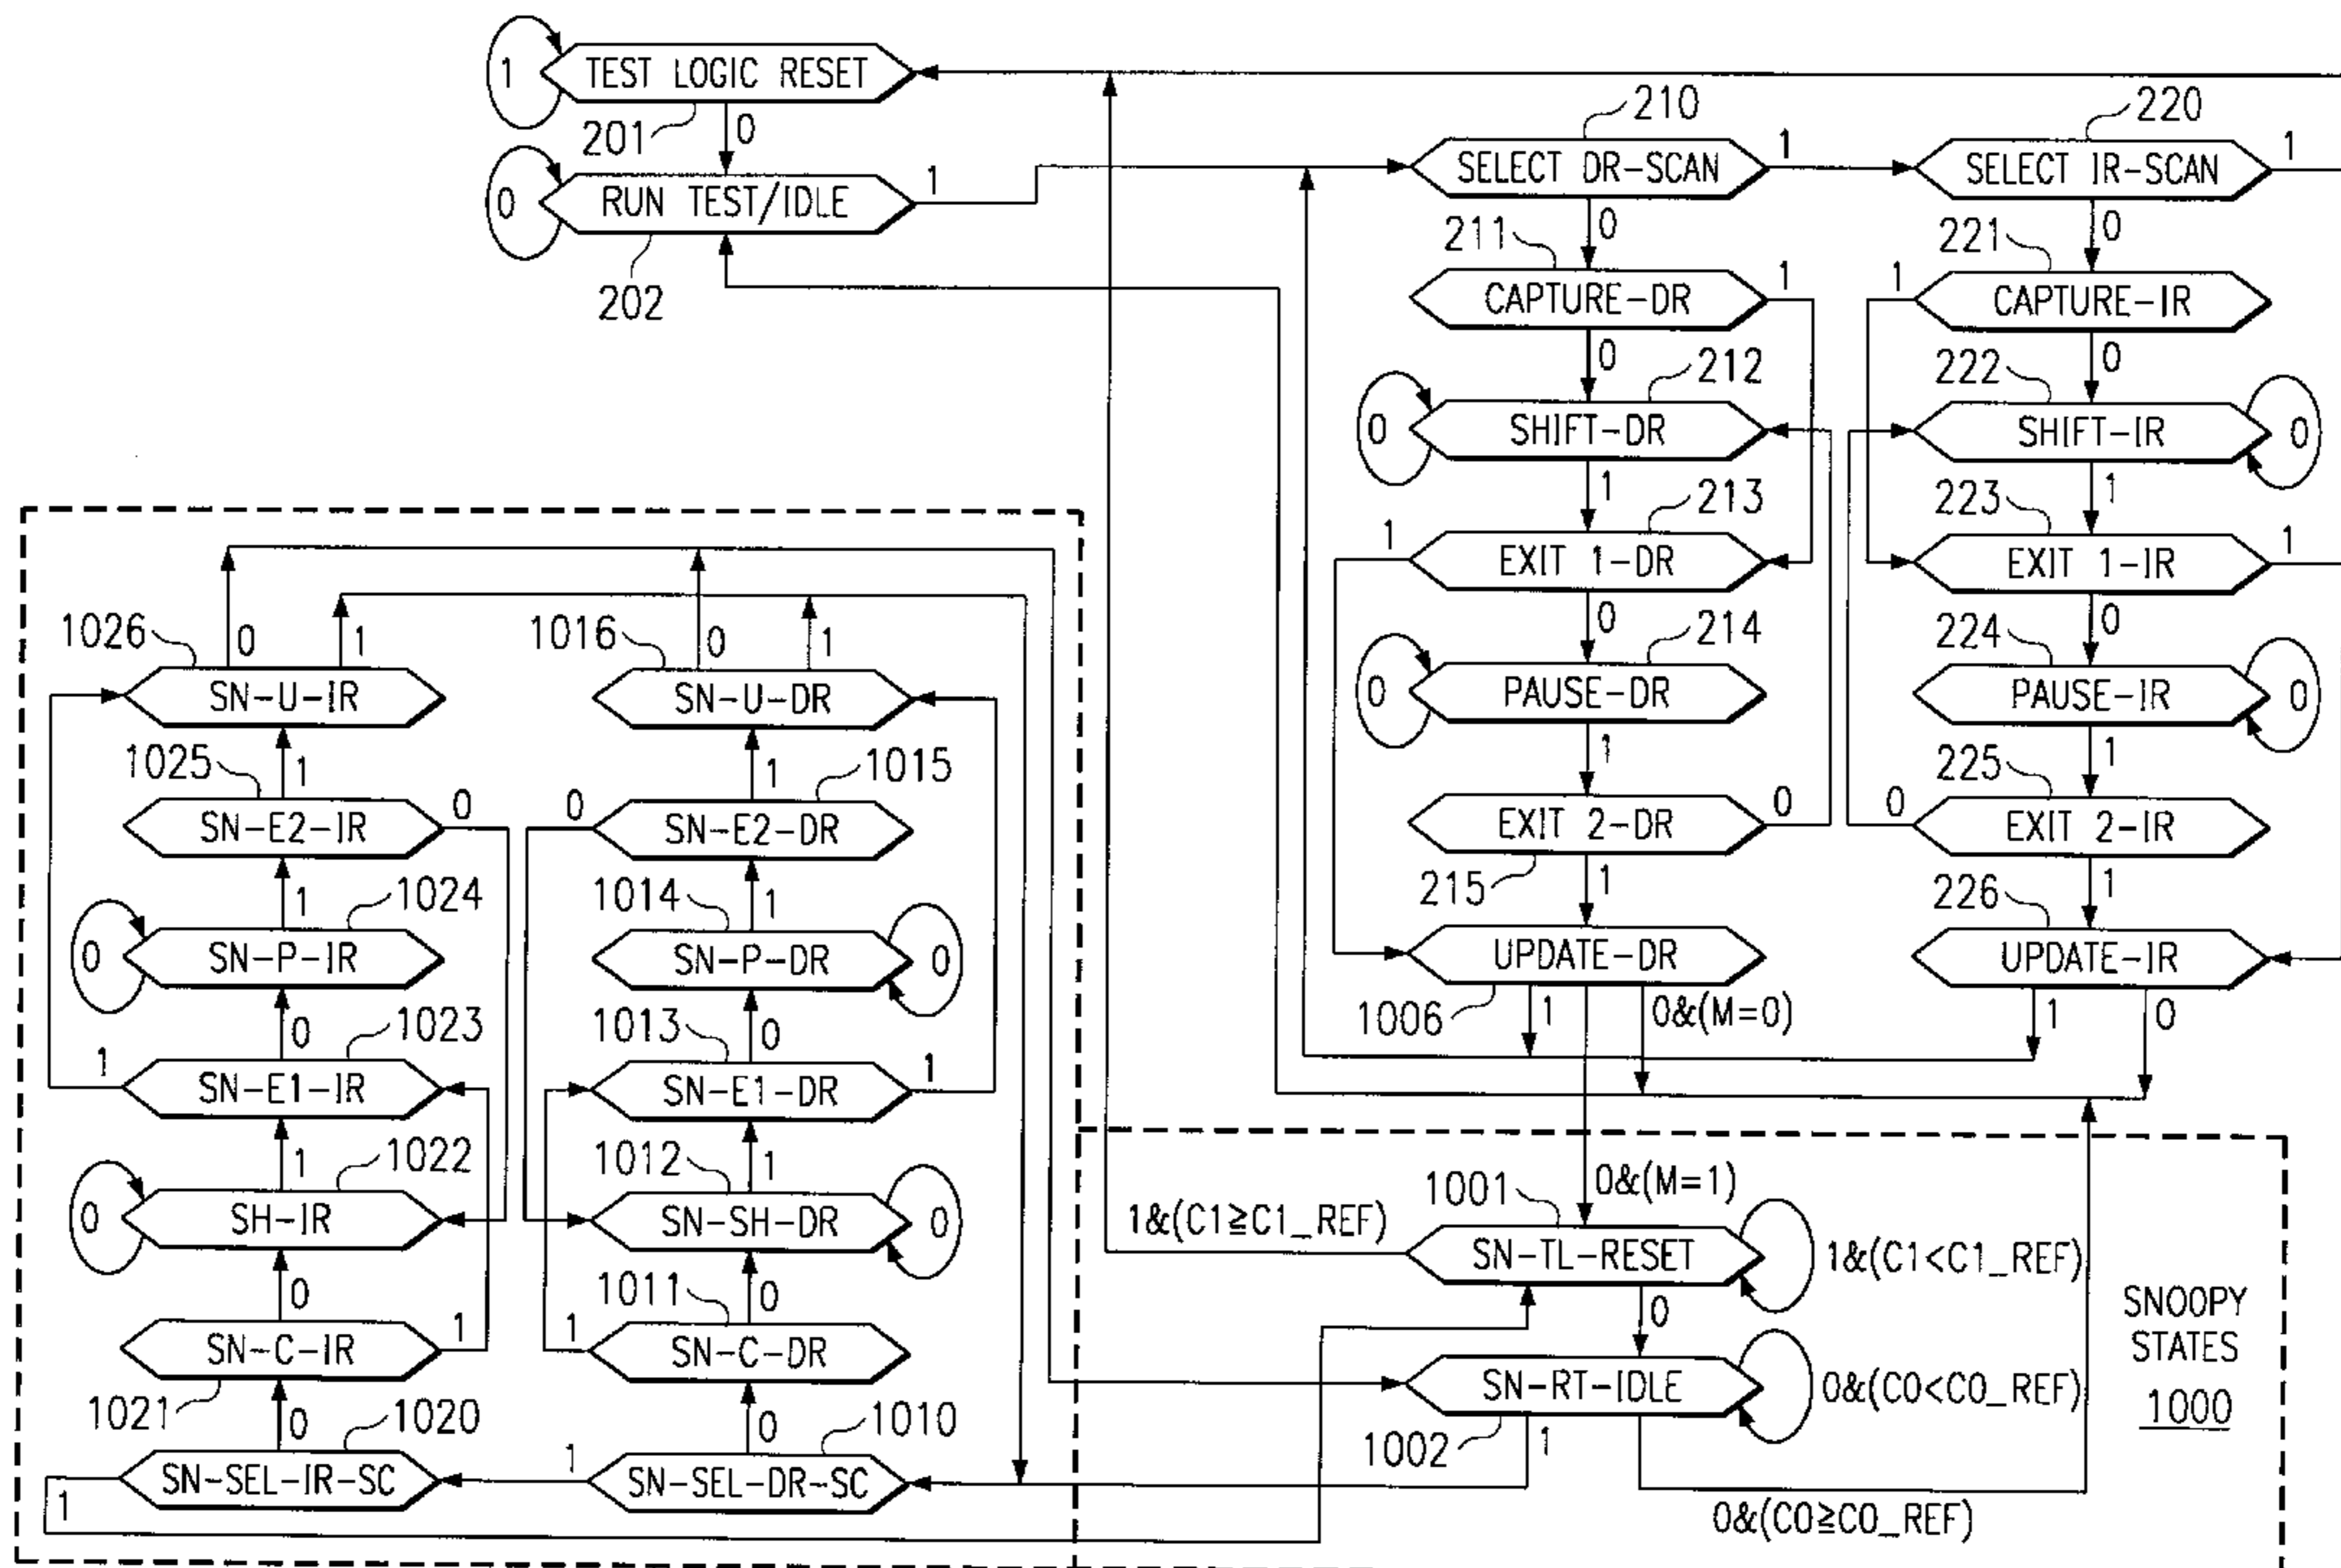 1
TEST LOGIC RESET
201
0
0
RUN TEST/IDLE
1
202
210
SELECT DR-SCAN
1
0
211
CAPTURE-DR
1
0
212
0
SHIFT-DR
1
213
1
EXIT 1-DR
0
214
0
PAUSE-DR
1
EXIT 2-DR
0
215
1
UPDATE-DR
1006
1
0&(M=0)
0&(M=1)
220
SELECT IR-SCAN
1
0
221
1
CAPTURE-IR
0
222
SHIFT-IR
0
1
223
EXIT 1-IR
1
0
224
PAUSE-IR
0
1
225
0
EXIT 2-IR
1
226
UPDATE-IR
1
0
1026
0
1
SN-U-IR
1025
1
SN-E2-IR
0
1
1024
0
SN-P-IR
0
1023
1
SN-E1-IR
1
1022
0
SH-IR
0
SN-C-IR
1
1021
0
1020
SN-SEL-IR-SC
1
1016
0
1
SN-U-DR
1
1015
0
SN-E2-DR
1014
1
SN-P-DR
0
1013
0
SN-E1-DR
1
1012
1
SN-SH-DR
0
1011
0
1
SN-C-DR
0
1010
1
SN-SEL-DR-SC
1001
1&(C1≧C1_REF)
SN-TL-RESET
1&(C1<C1_REF)
0
SN-RT-IDLE
0&(C0<C0_REF)
1002
1
0&(C0≧C0_REF)
SNOOPY
STATES
1000